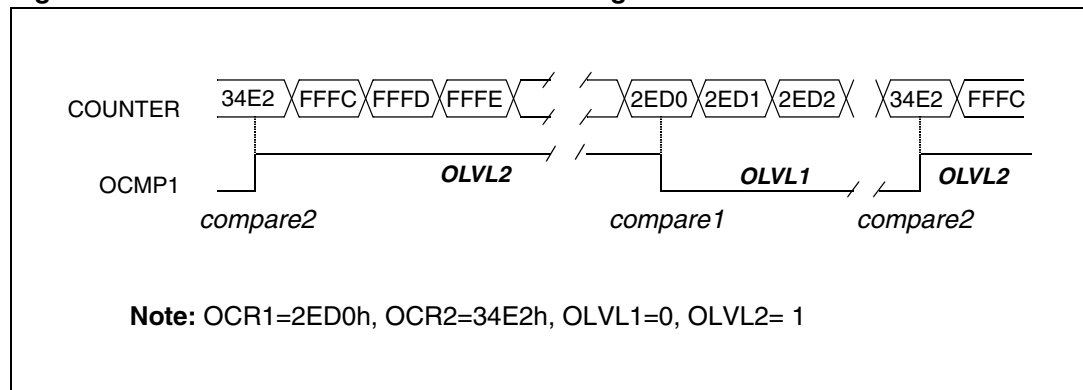 COUNTER 34E2 FFFC FFFD FFFE 2ED0 2ED1 2ED2 34E2 FFFC
OCMP1 OLVL2 OLVL1 OLVL2
compare2 compare1 compare2
Note: OCR1=2ED0h, OCR2=34E2h, OLVL1=0, OLVL2= 1